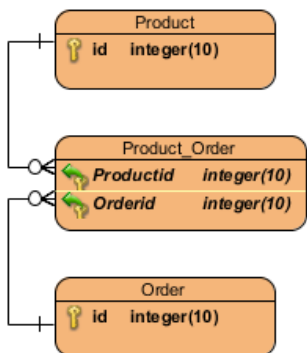 Product
id integer(10)
Product_Order
Productid integer(10)
Orderid integer(10)
Order
id integer(10)